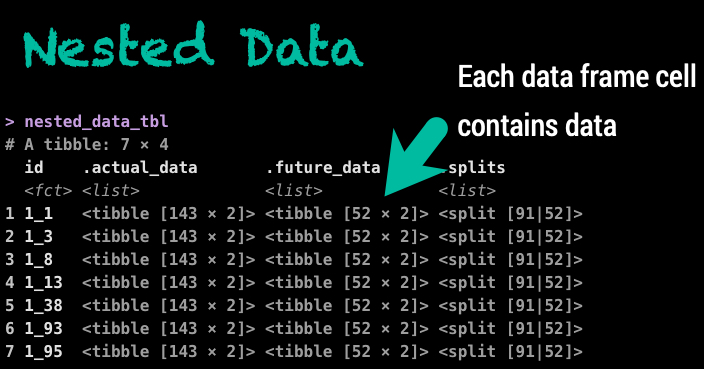 Nested Data
Each data frame cell
contains data
> nested_data_tbl
# A tibble: 7 × 4
id .actual_data .future_data .splits
<fct> <list> <list> <list>
1 1_1 <tibble [143 × 2]> <tibble [52 × 2]> <split [91|52]>
2 1_3 <tibble [143 × 2]> <tibble [52 × 2]> <split [91|52]>
3 1_8 <tibble [143 × 2]> <tibble [52 × 2]> <split [91|52]>
4 1_13 <tibble [143 × 2]> <tibble [52 × 2]> <split [91|52]>
5 1_38 <tibble [143 × 2]> <tibble [52 × 2]> <split [91|52]>
6 1_93 <tibble [143 × 2]> <tibble [52 × 2]> <split [91|52]>
7 1_95 <tibble [143 × 2]> <tibble [52 × 2]> <split [91|52]>